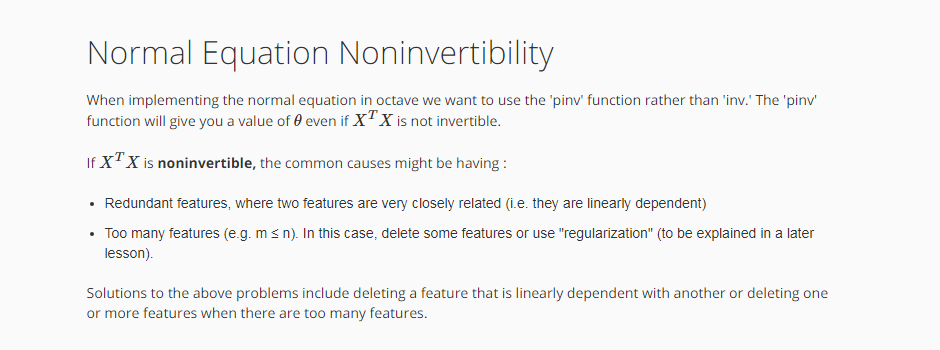 Normal Equation Noninvertibility
When implementing the normal equation in octave we want to use the 'pinv' function rather than 'inv.' The 'pinv'
function will give you a value of θ even if X^T X is not invertible.
If X^T X is noninvertible, the common causes might be having :
• Redundant features, where two features are very closely related (i.e. they are linearly dependent)
• Too many features (e.g. m ≤ n). In this case, delete some features or use "regularization" (to be explained in a later
lesson).
Solutions to the above problems include deleting a feature that is linearly dependent with another or deleting one
or more features when there are too many features.